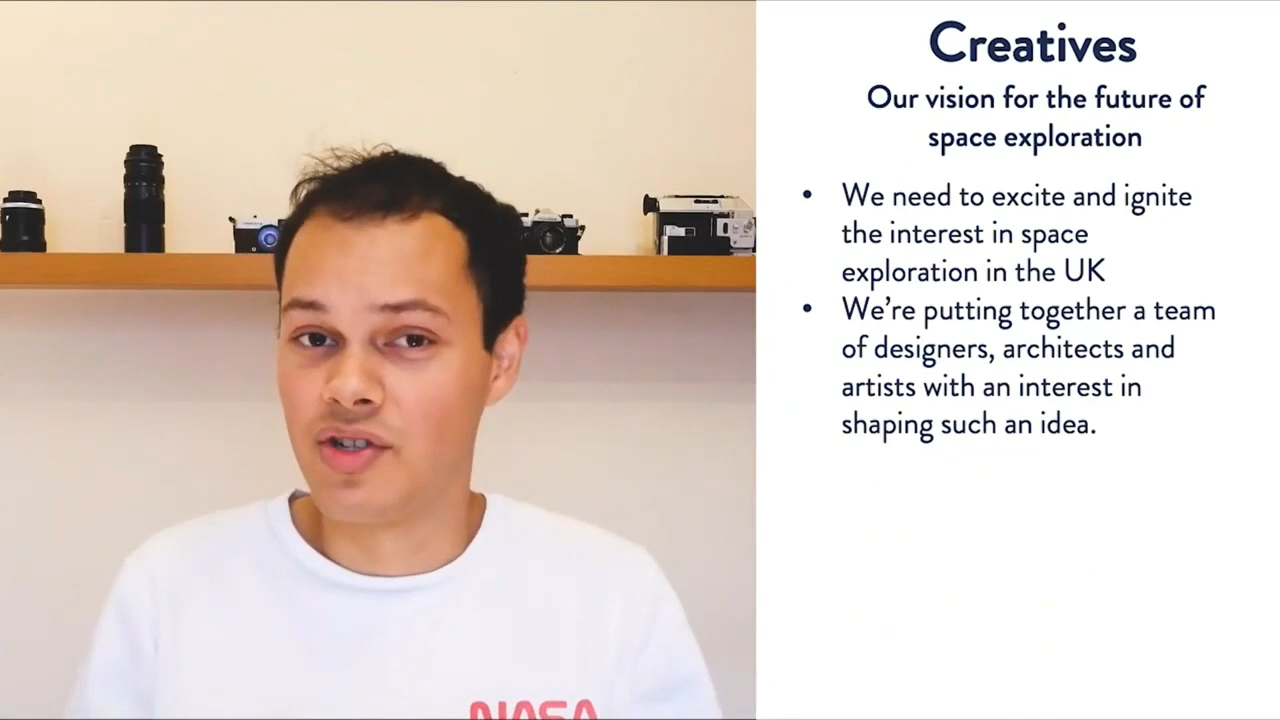 Creatives
Our vision for the future of
space exploration
• We need to excite and ignite
the interest in space
exploration in the UK
• We’re putting together a team
of designers, architects and
artists with an interest in
shaping such an idea.
NASA